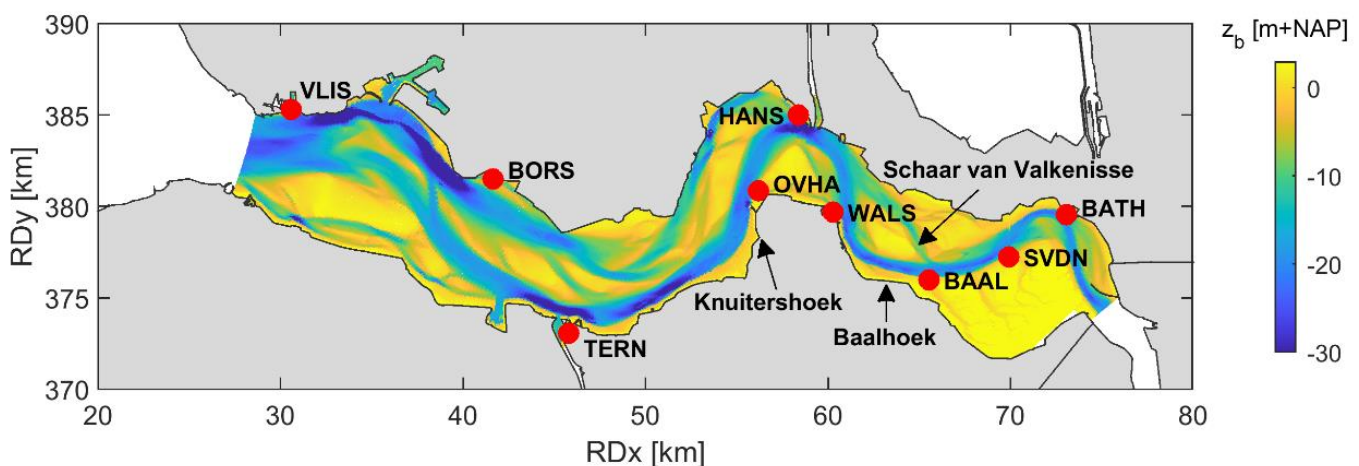 390
385
380
375
370
RDy [km]
20
30
40
50
60
70
80
RDx [km]
VLIS
BORS
TERN
HANS
OVHA
WALS
Schaar van Valkenisse
BATH
SVDN
BAAL
Knuitershoek
Baalhoek
z_b [m+NAP]
0
-10
-20
-30